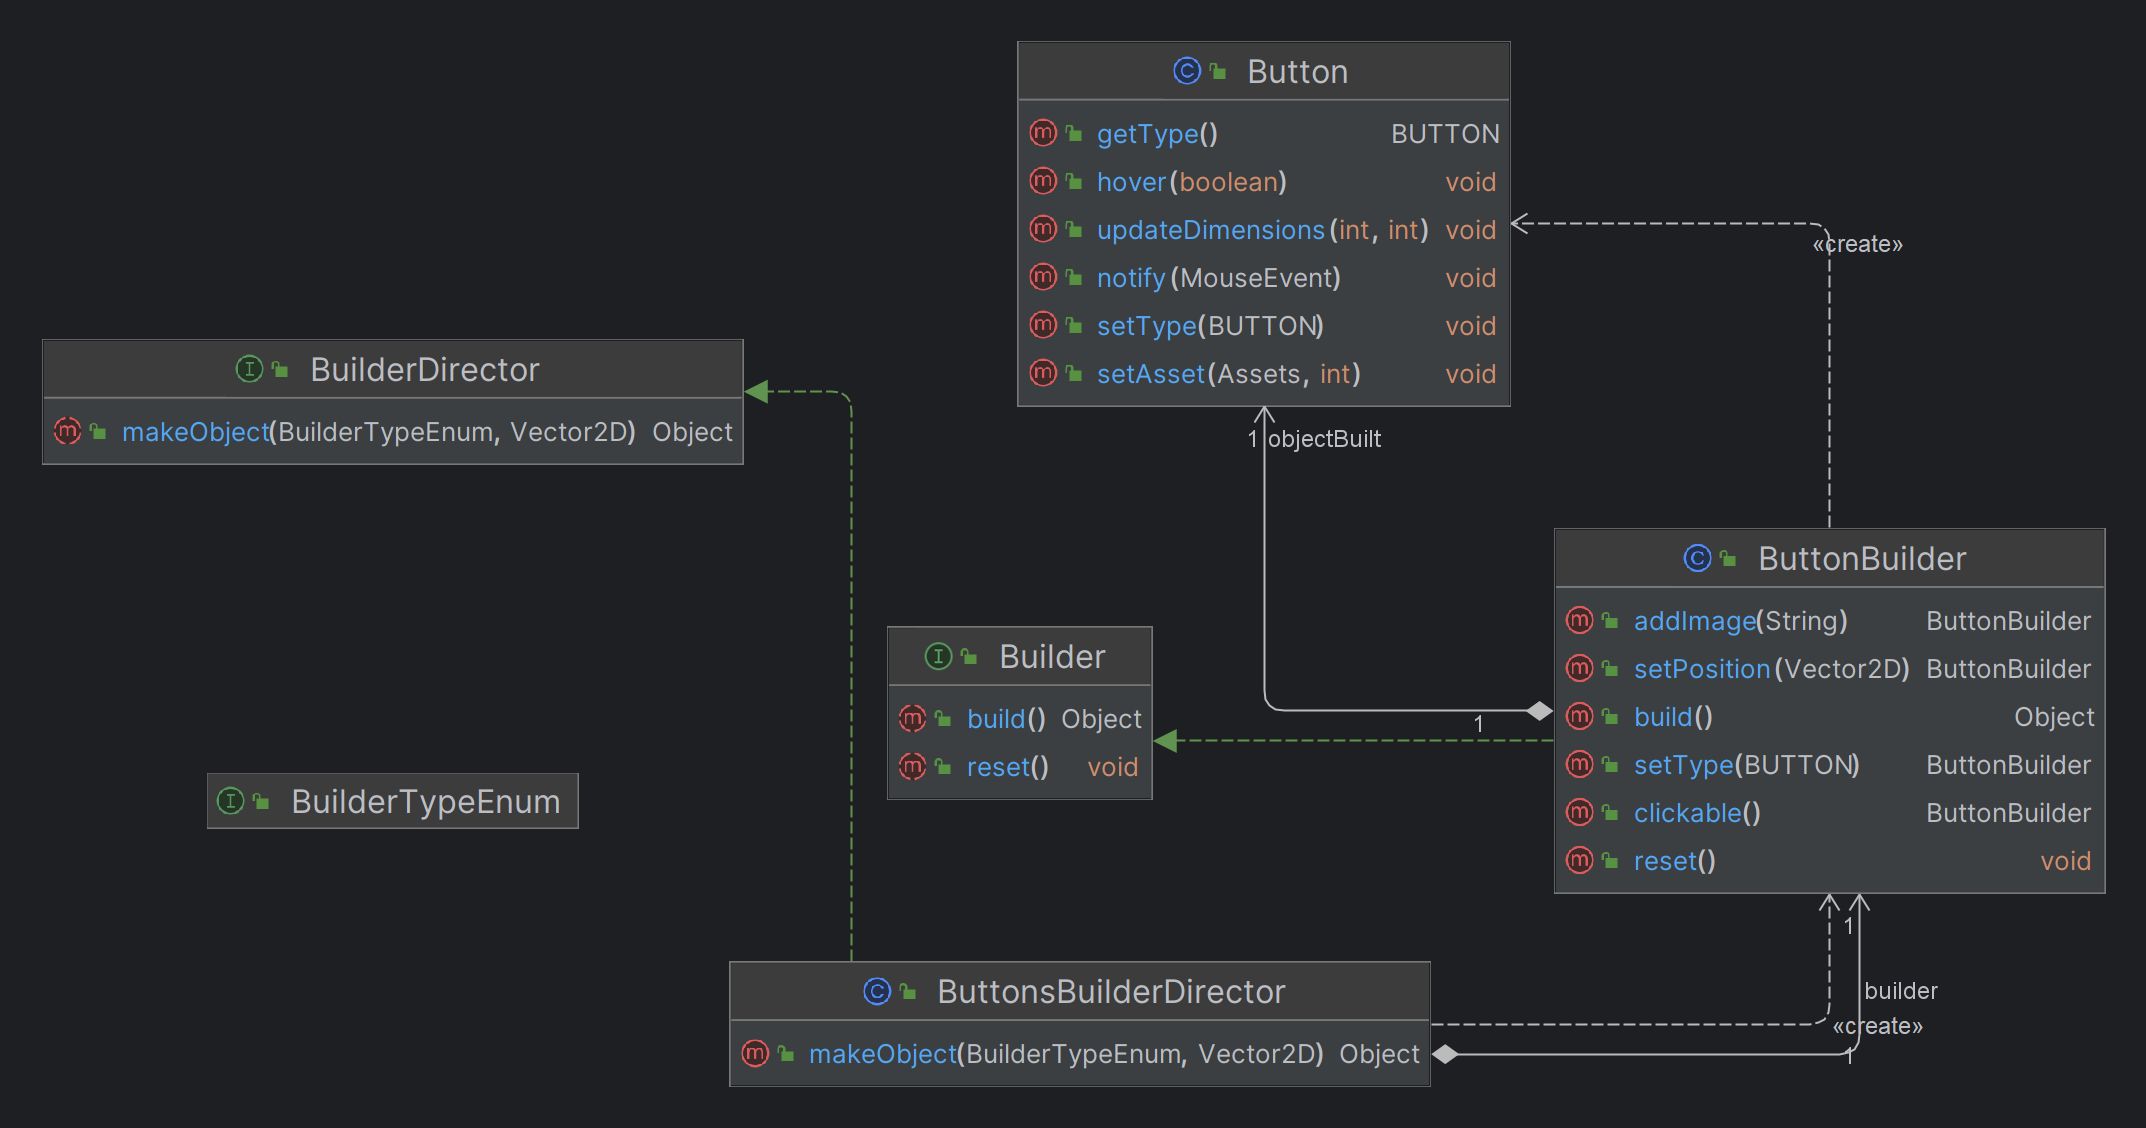 Button
getType() BUTTON
hover(boolean) void
updateDimensions(int, int) void
notify(MouseEvent) void
setType(BUTTON) void
setAsset(Assets, int) void
«create»
BuilderDirector
makeObject(BuilderTypeEnum, Vector2D) Object
1 objectBuilt
ButtonBuilder
addImage(String) ButtonBuilder
setPosition(Vector2D) ButtonBuilder
build() Object
setType(BUTTON) ButtonBuilder
clickable() ButtonBuilder
reset() void
Builder
build() Object
reset() void
1
BuilderTypeEnum
1
builder
«create»
1
ButtonsBuilderDirector
makeObject(BuilderTypeEnum, Vector2D) Object